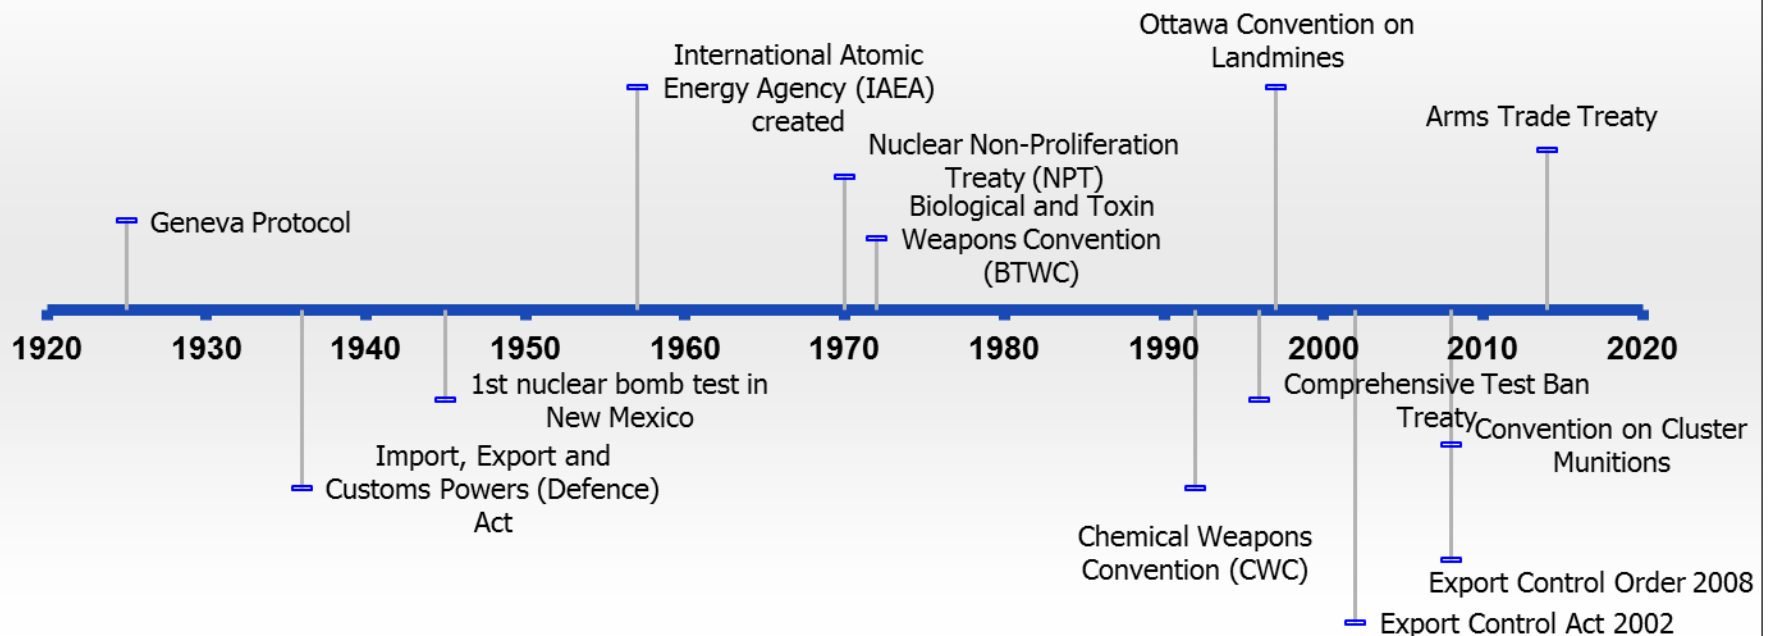 Ottawa Convention on
Landmines
International Atomic
Energy Agency (IAEA)
created
Arms Trade Treaty
Nuclear Non-Proliferation
Treaty (NPT)
Biological and Toxin
Weapons Convention
(BTWC)
Geneva Protocol
1920 1930 1940 1950 1960 1970 1980 1990 2000 2010 2020
1st nuclear bomb test in
New Mexico
Comprehensive Test Ban
Treaty
Convention on Cluster
Munitions
Import, Export and
Customs Powers (Defence)
Act
Chemical Weapons
Convention (CWC)
Export Control Order 2008
Export Control Act 2002